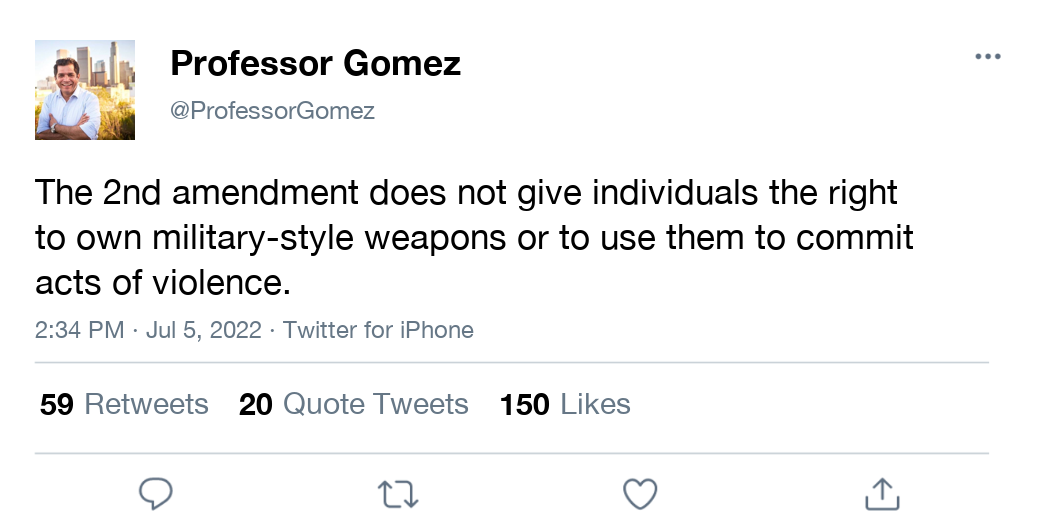 Professor Gomez
@ProfessorGomez
The 2nd amendment does not give individuals the right
to own military-style weapons or to use them to commit
acts of violence.
2:34 PM · Jul 5, 2022 · Twitter for iPhone
59 Retweets 20 Quote Tweets 150 Likes